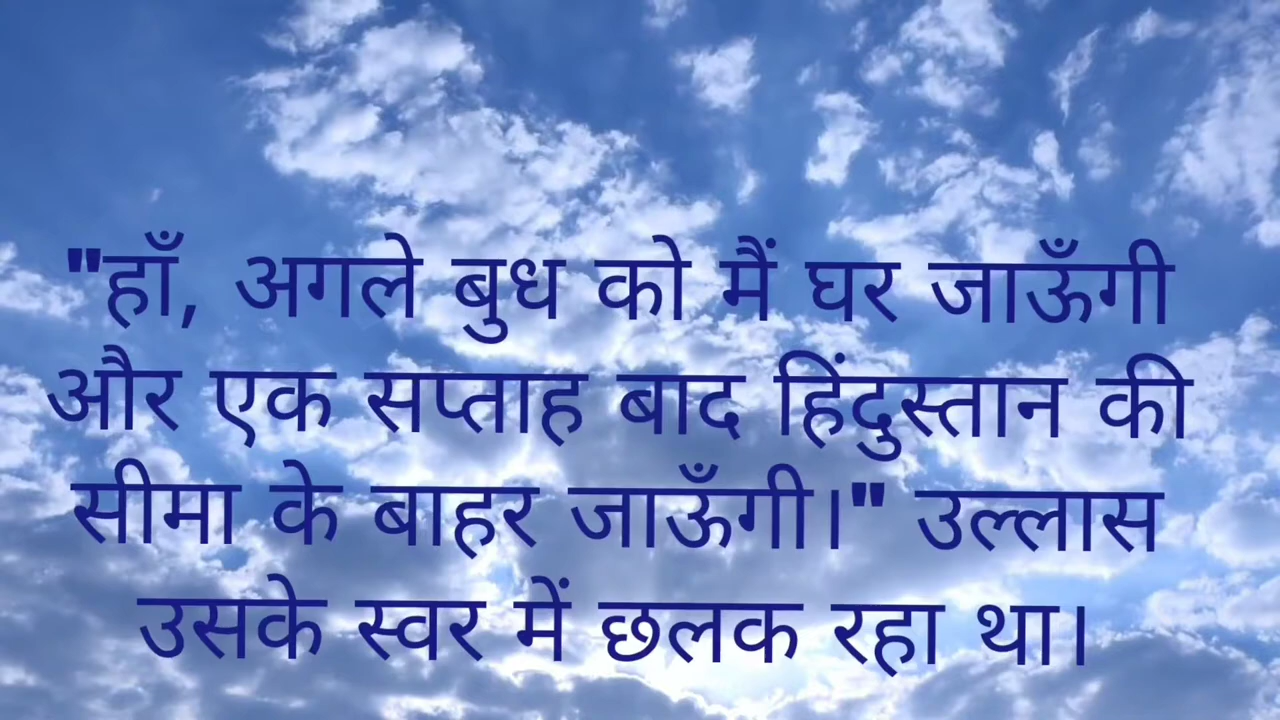 "हाँ, अगले बुध को मैं घर जाऊँगी
और एक सप्ताह बाद हिंदुस्तान की
सीमा के बाहर जाऊँगी।" उल्लास
उसके स्वर में छलक रहा था।